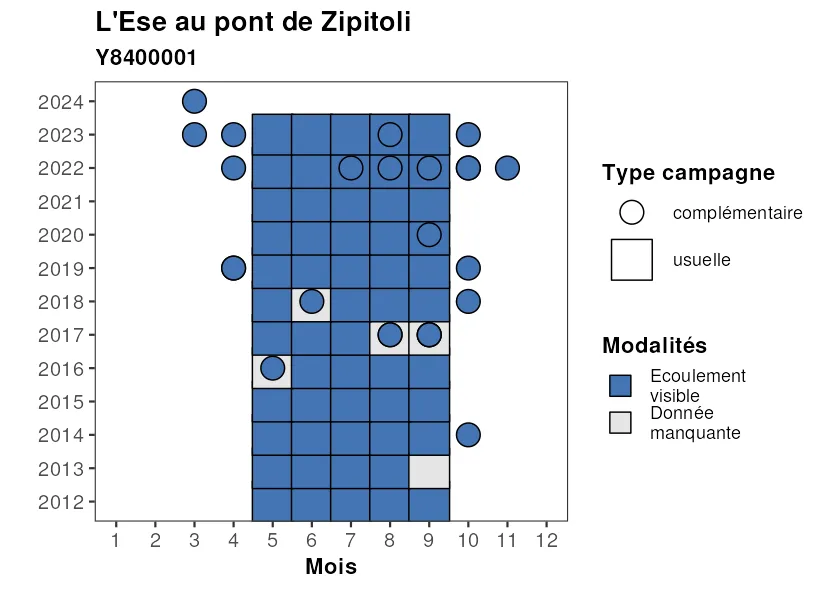 L'Ese au pont de Zipitoli
Y8400001
2024
2023
2022
2021
2020
2019
2018
2017
2016
2015
2014
2013
2012
1 2 3 4 5 6 7 8 9 10 11 12
Mois
Type campagne
complémentaire
usuelle
Modalités
Ecoulement
visible
Donnée
manquante